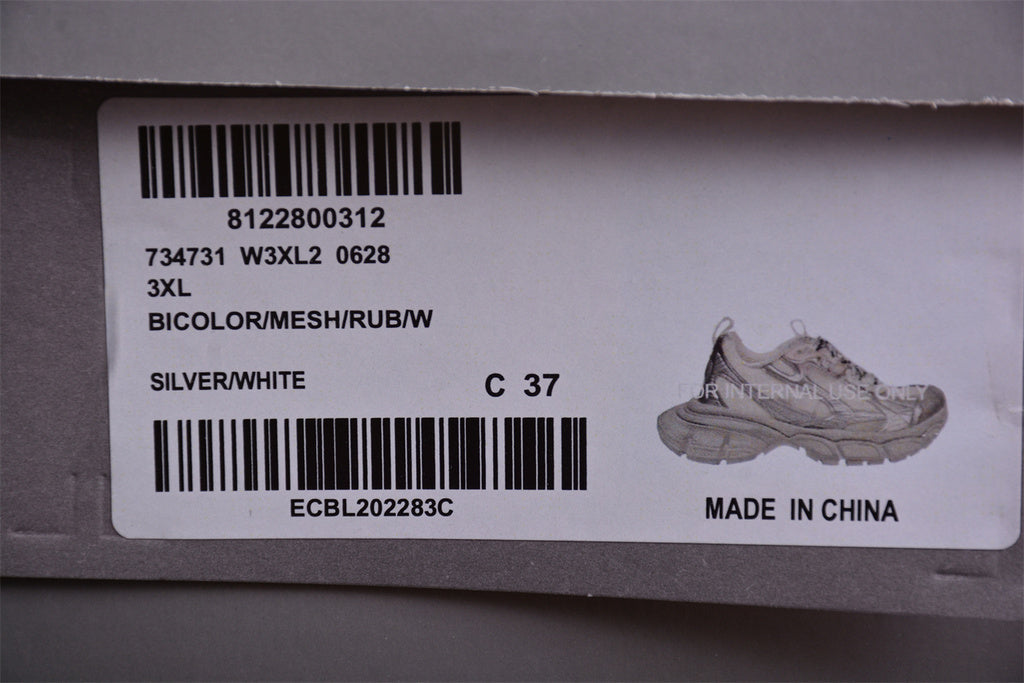 8122800312
734731 W3XL2 0628
3XL
BICOLOR/MESH/RUB/W
SILVER/WHITE
C 37
ECBL202283C
FOR INTERNAL USE ONLY
MADE IN CHINA